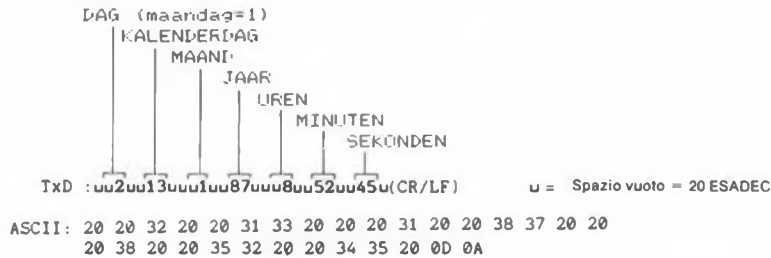 DAG (maandag=1)
KALENDERDAG
MAAND
JAAR
UREN
MINUTEN
SEKONDEN
TxD :uu2uu13uuu1uu87uuu8uu52uu45u(CR/LF) u = Spazio vuoto = 20 ESADEC
ASCII: 20 20 32 20 20 31 33 20 20 20 31 20 20 38 37 20 20
20 38 20 20 35 32 20 20 34 35 20 0D 0A